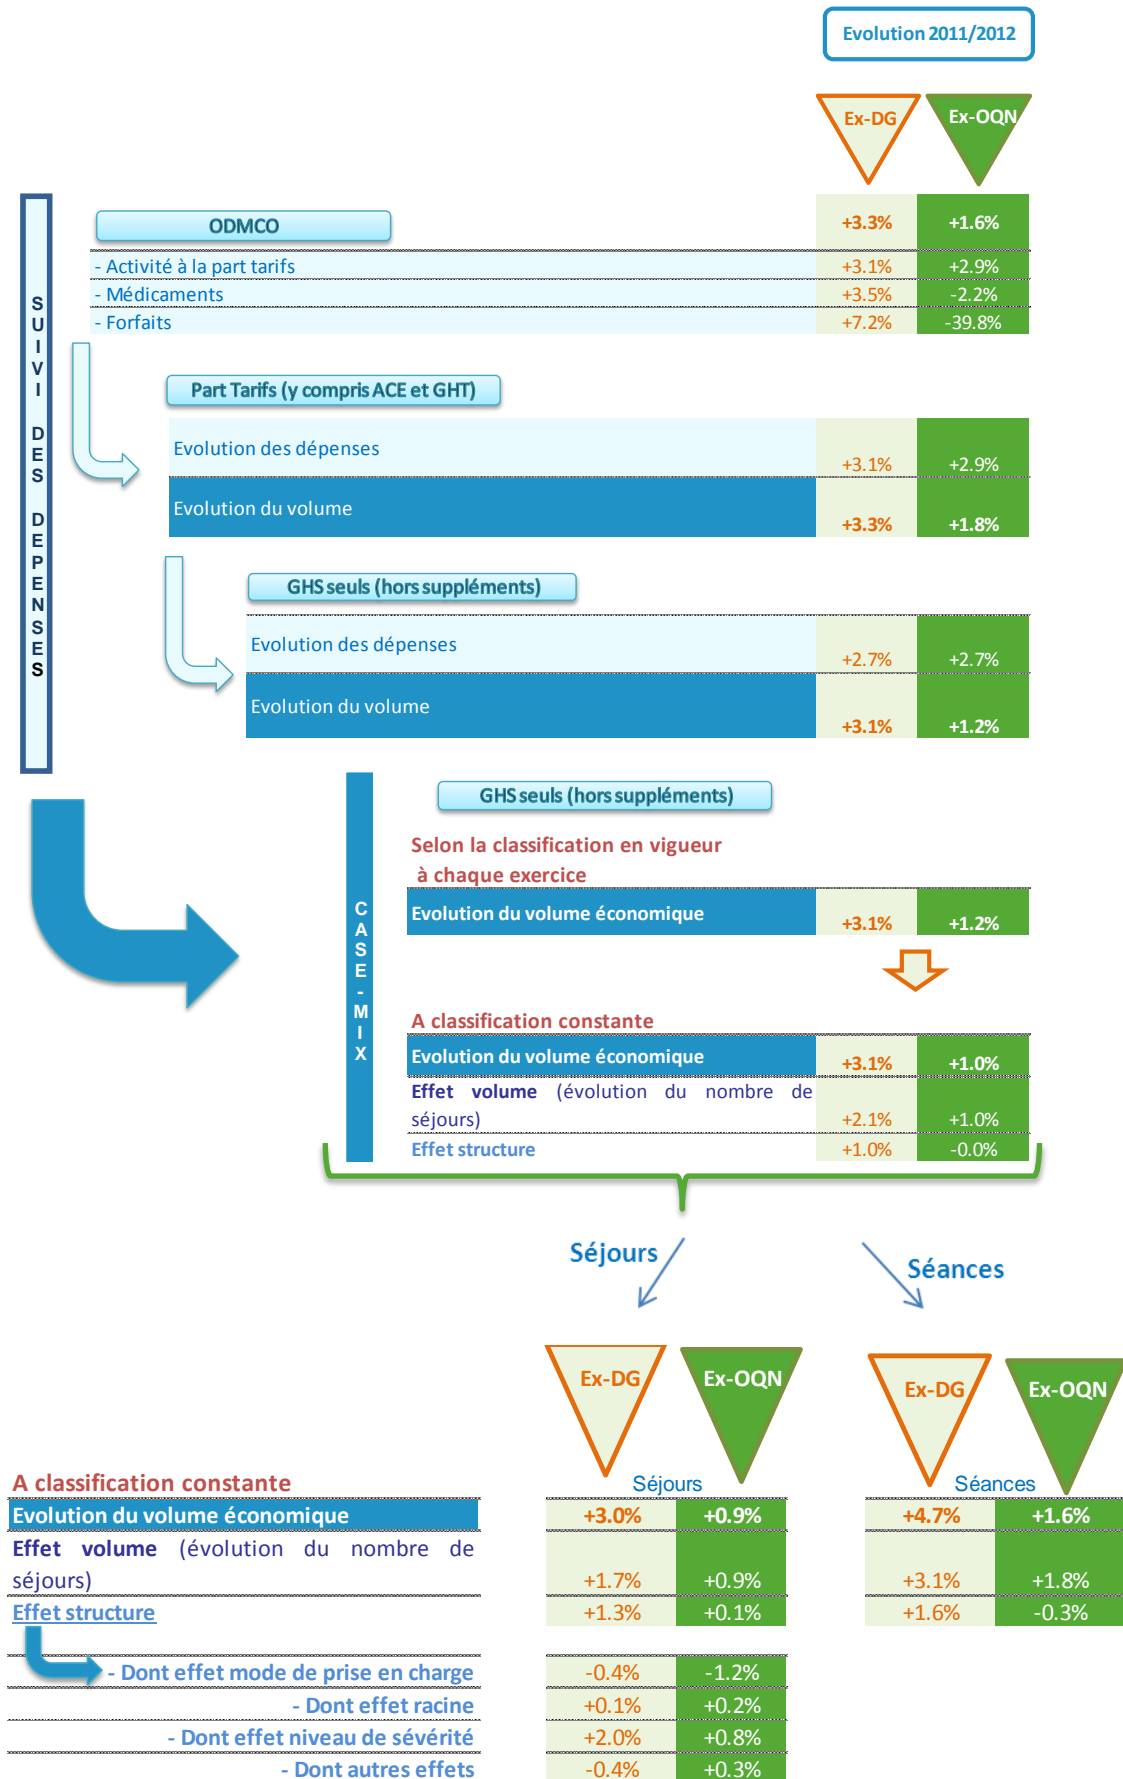 Evolution 2011/2012
Ex-DG Ex-OQN
SUIVI DES DEPENSES
ODMCO +3.3% +1.6%
- Activité à la part tarifs +3.1% +2.9%
- Médicaments +3.5% -2.2%
- Forfaits +7.2% -39.8%
Part Tarifs (y compris ACE et GHT)
Evolution des dépenses +3.1% +2.9%
Evolution du volume +3.3% +1.8%
GHS seuls (hors suppléments)
Evolution des dépenses +2.7% +2.7%
Evolution du volume +3.1% +1.2%
CASE-MIX
GHS seuls (hors suppléments)
Selon la classification en vigueur
à chaque exercice
Evolution du volume économique +3.1% +1.2%
A classification constante
Evolution du volume économique +3.1% +1.0%
Effet volume (évolution du nombre de
séjours) +2.1% +1.0%
Effet structure +1.0% -0.0%
Séjours
Séances
Ex-DG Ex-OQN Ex-DG Ex-OQN
A classification constante Séjours Séances
Evolution du volume économique +3.0% +0.9% +4.7% +1.6%
Effet volume (évolution du nombre de
séjours) +1.7% +0.9% +3.1% +1.8%
Effet structure +1.3% +0.1% +1.6% -0.3%
- Dont effet mode de prise en charge -0.4% -1.2%
- Dont effet racine +0.1% +0.2%
- Dont effet niveau de sévérité +2.0% +0.8%
- Dont autres effets -0.4% +0.3%